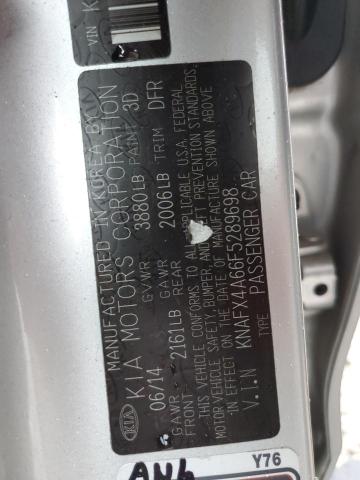 VIN K
MANUFACTURED IN KOREA BY
KIA MOTORS CORPORATION
06/14 GVWR 3880LB PAINT 3D
GAWR FRONT 2161LB GAWR REAR 2006LB TRIM DFR
THIS VEHICLE CONFORMS TO ALL APPLICABLE U.S.A. FEDERAL
MOTOR VEHICLE SAFETY, BUMPER, AND THEFT PREVENTION STANDARDS
IN EFFECT ON THE DATE OF MANUFACTURE SHOWN ABOVE
V.I.N KNAFX4A66F5289698
TYPE PASSENGER CAR
KIA
Y76